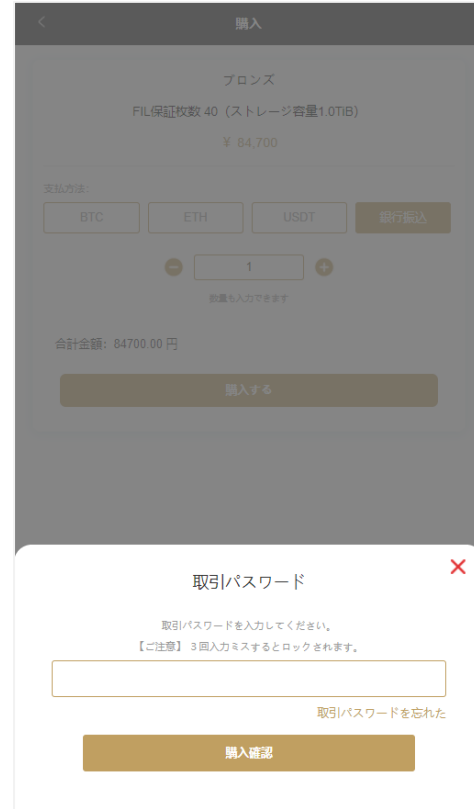 購入
ブロンズ
FIL保証枚数 40（ストレージ容量1.0TiB）
¥ 84,700
支払方法:
BTC ETH USDT 銀行振込
1
数量も入力できます
合計金額: 84700.00 円
購入する
取引パスワード
取引パスワードを入力してください。
【ご注意】３回入力ミスするとロックされます。
取引パスワードを忘れた
購入確認